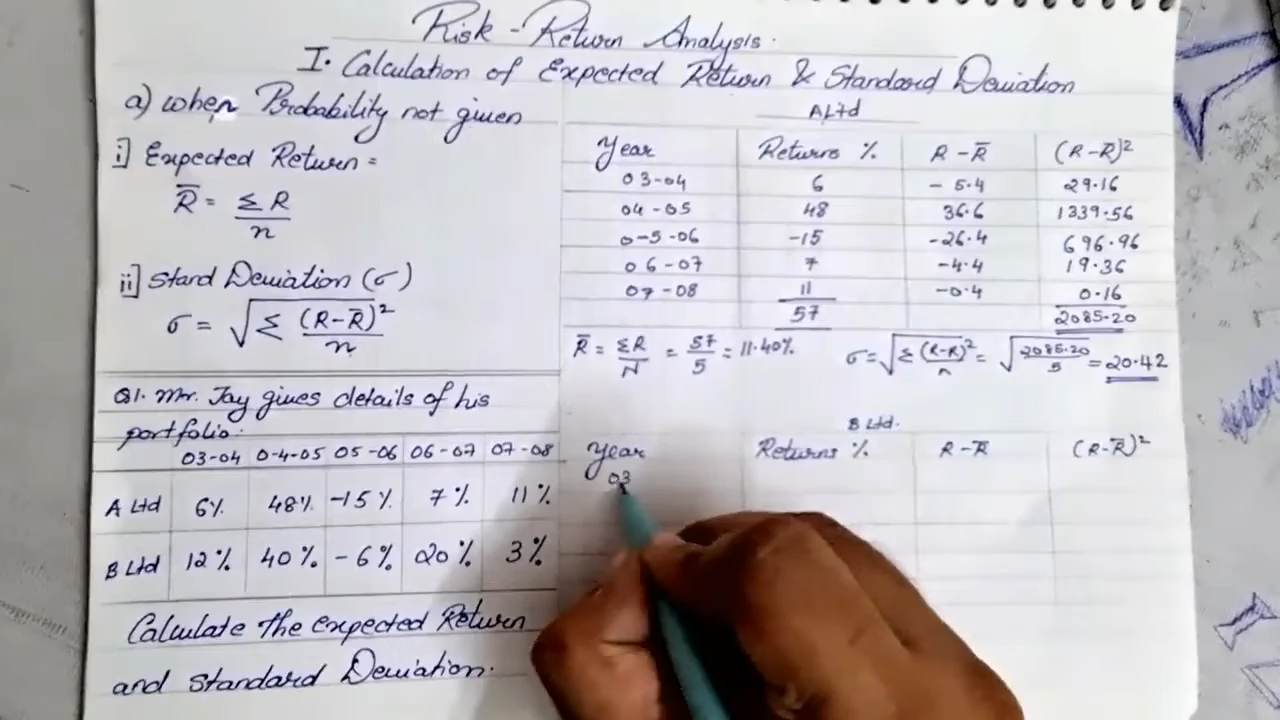 Risk - Return Analysis.
I. Calculation of Expected Return & Standard Deviation
a) when Probability not given
i] Expected Return =
R̅ = Σ R / n
ii] Stard Deviation (σ)
σ = √Σ (R-R̅)² / n
Q1. Mr. Jay gives details of his
portfolio.
03-04 0-4-05 05-06 06-07 07-08
A Ltd 6% 48% -15% 7% 11%
B Ltd 12% 40% -6% 20% 3%
Calculate the expected Return
and standard Deviation.
A Ltd
Year Returns % R-R̅ (R-R̅)²
03-04 6 -5.4 29.16
04-05 48 36.6 1339.56
0-5-06 -15 -26.4 696.96
06-07 7 -4.4 19.36
07-08 11 -0.4 0.16
57 2085.20
R̅ = ΣR / N = 57 / 5 = 11.40% σ = √Σ (R-R)² / n = √2085.20 / 5 = 20.42
B Ltd.
Year Returns % R-R̅ (R-R̅)²
03